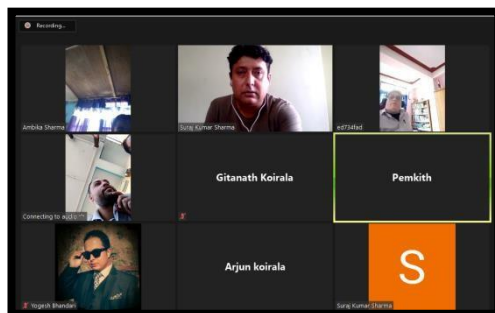 Recording...
Ambika Sharma
Suraj Kumar Sharma
ed734fad
Connecting to audio
Gitanath Koirala
Pemkith
Yogesh Bhandari
Arjun koirala
S
Suraj Kumar Sharma